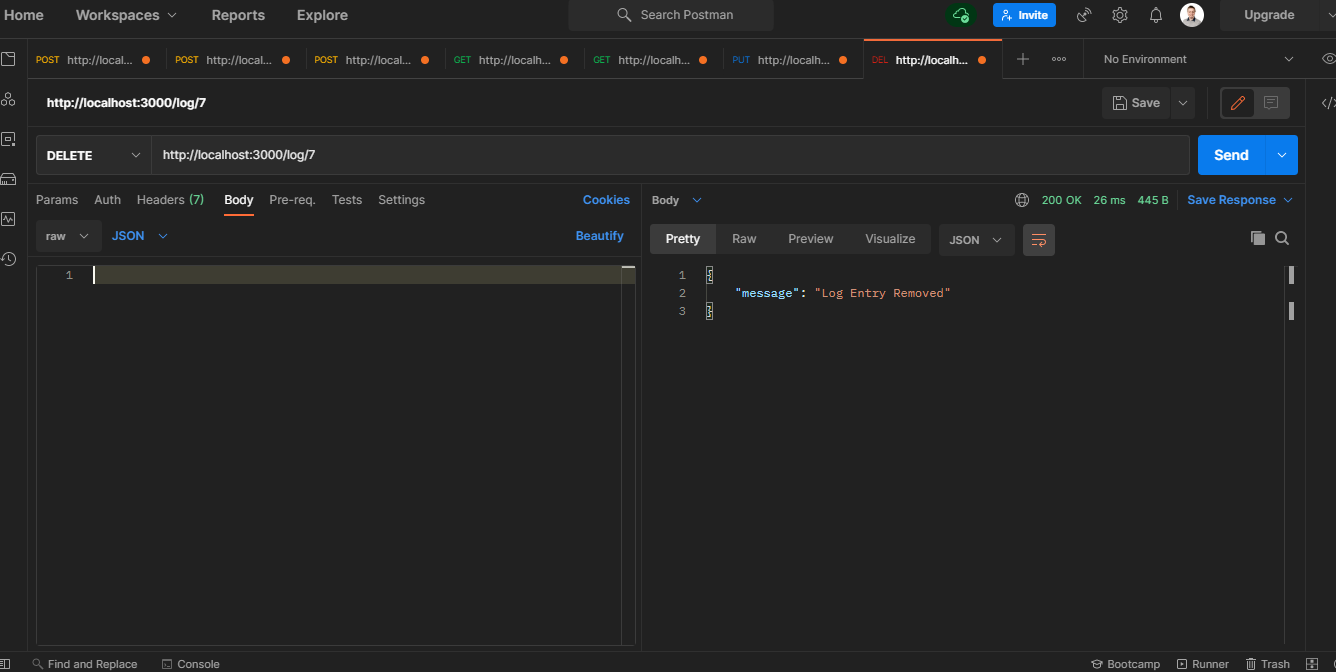 Home Workspaces Reports Explore Search Postman Invite Upgrade
POST http://local... POST http://local... POST http://local... GET http://localh... GET http://localh... PUT http://localh... DEL http://localh... No Environment
http://localhost:3000/log/7 Save
DELETE http://localhost:3000/log/7 Send
Params Auth Headers (7) Body Pre-req. Tests Settings Cookies Body 200 OK 26 ms 445 B Save Response
raw JSON Beautify Pretty Raw Preview Visualize JSON
1 1 {
2 "message": "Log Entry Removed"
3 }
Find and Replace Console Bootcamp Runner Trash